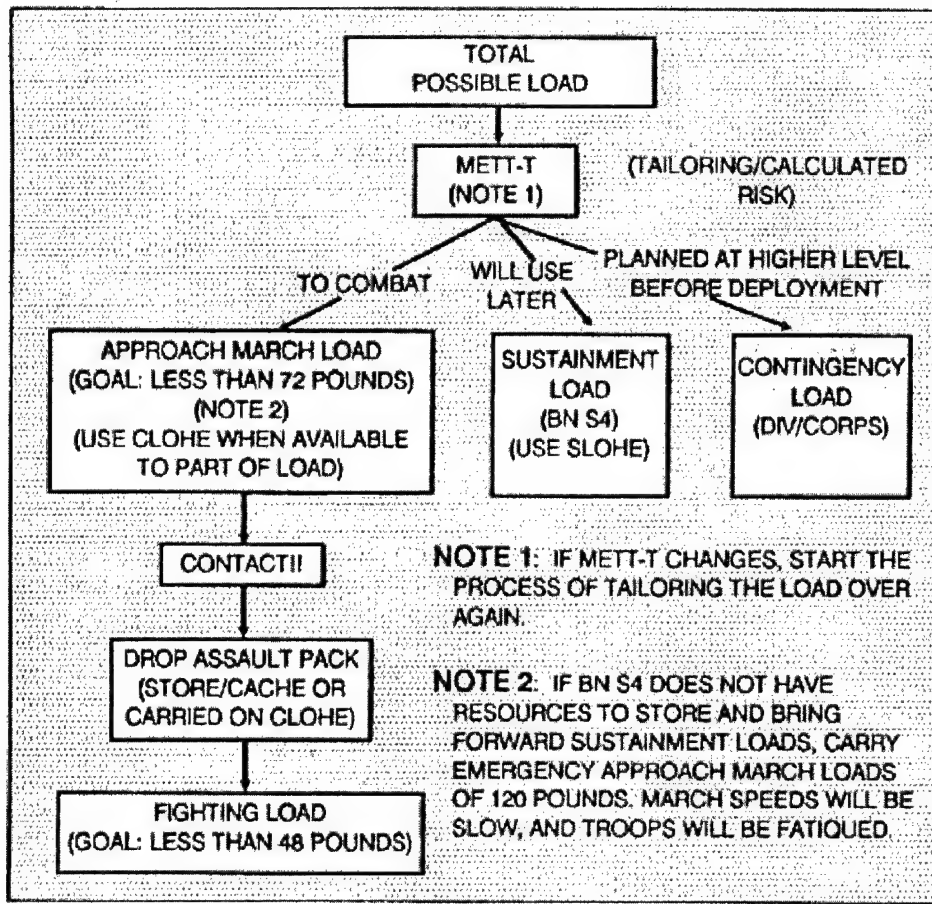 TOTAL
POSSIBLE LOAD
METT-T
(NOTE 1)
(TAILORING/CALCULATED
RISK)
TO COMBAT
WILL USE
LATER
PLANNED AT HIGHER LEVEL
BEFORE DEPLOYMENT
APPROACH MARCH LOAD
(GOAL: LESS THAN 72 POUNDS)
(NOTE 2)
(USE CLOHE WHEN AVAILABLE
TO PART OF LOAD)
SUSTAINMENT
LOAD
(BN S4)
(USE SLOHE)
CONTINGENCY
LOAD
(DIV/CORPS)
CONTACT!!
DROP ASSAULT PACK
(STORE/CACHE OR
CARRIED ON CLOHE)
FIGHTING LOAD
(GOAL: LESS THAN 48 POUNDS)
NOTE 1: IF METT-T CHANGES, START THE
PROCESS OF TAILORING THE LOAD OVER
AGAIN.
NOTE 2: IF BN S4 DOES NOT HAVE
RESOURCES TO STORE AND BRING
FORWARD SUSTAINMENT LOADS, CARRY
EMERGENCY APPROACH MARCH LOADS
OF 120 POUNDS. MARCH SPEEDS WILL BE
SLOW, AND TROOPS WILL BE FATIQUED.